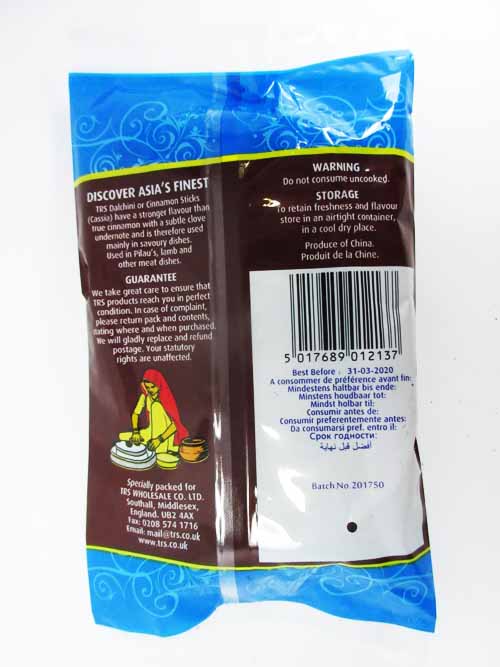 DISCOVER ASIA'S FINEST
TRS Dalchini or Cinnamon Sticks
(Cassia) have a stronger flavour than
true cinnamon with a subtle clove
undernote and is therefore used
mainly in savoury dishes.
Used in Pilau's, lamb and
other meat dishes.
GUARANTEE
We take great care to ensure that
TRS products reach you in perfect
condition. In case of complaint,
please return pack and contents,
stating where and when purchased.
We will gladly replace and refund
postage. Your statutory
rights are unaffected.
Specially packed for
TRS WHOLESALE CO. LTD.
Southall, Middlesex,
England. UB2 4AX
Fax: 0208 574 1716
Email: mail@trs.co.uk
www.trs.co.uk
WARNING
Do not consume uncooked.
STORAGE
To retain freshness and flavour
store in an airtight container,
in a cool dry place.
Produce of China.
Produit de la Chine.
5 017689 012137
Best Before : 31-03-2020
A consommer de préférence avant fin:
Mindestens haltbar bis ende:
Minstens houdbaar tot:
Mindst holbar til:
Consumir antes de:
Consumir preferentemente antes:
Da consumarsi pref. entro il:
Срок годности:
أفضل قبل نهاية
Batch No 201750